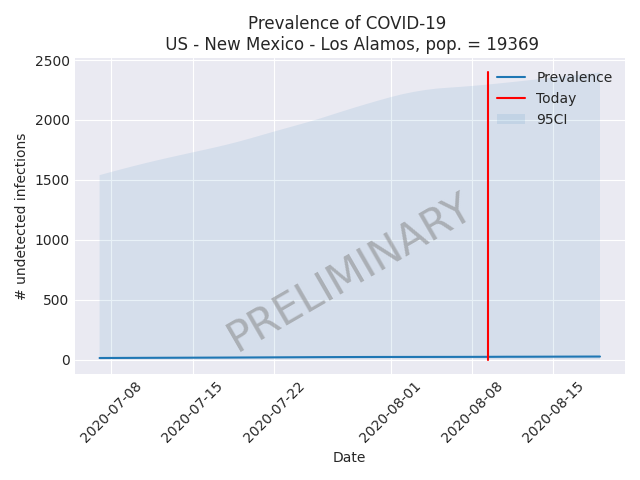 Prevalence of COVID-19
US - New Mexico - Los Alamos, pop. = 19369
2500
2000
1500
1000
500
0
# undetected infections
Prevalence
Today
95CI
PRELIMINARY
2020-07-08
2020-07-15
2020-07-22
2020-08-01
2020-08-08
2020-08-15
Date